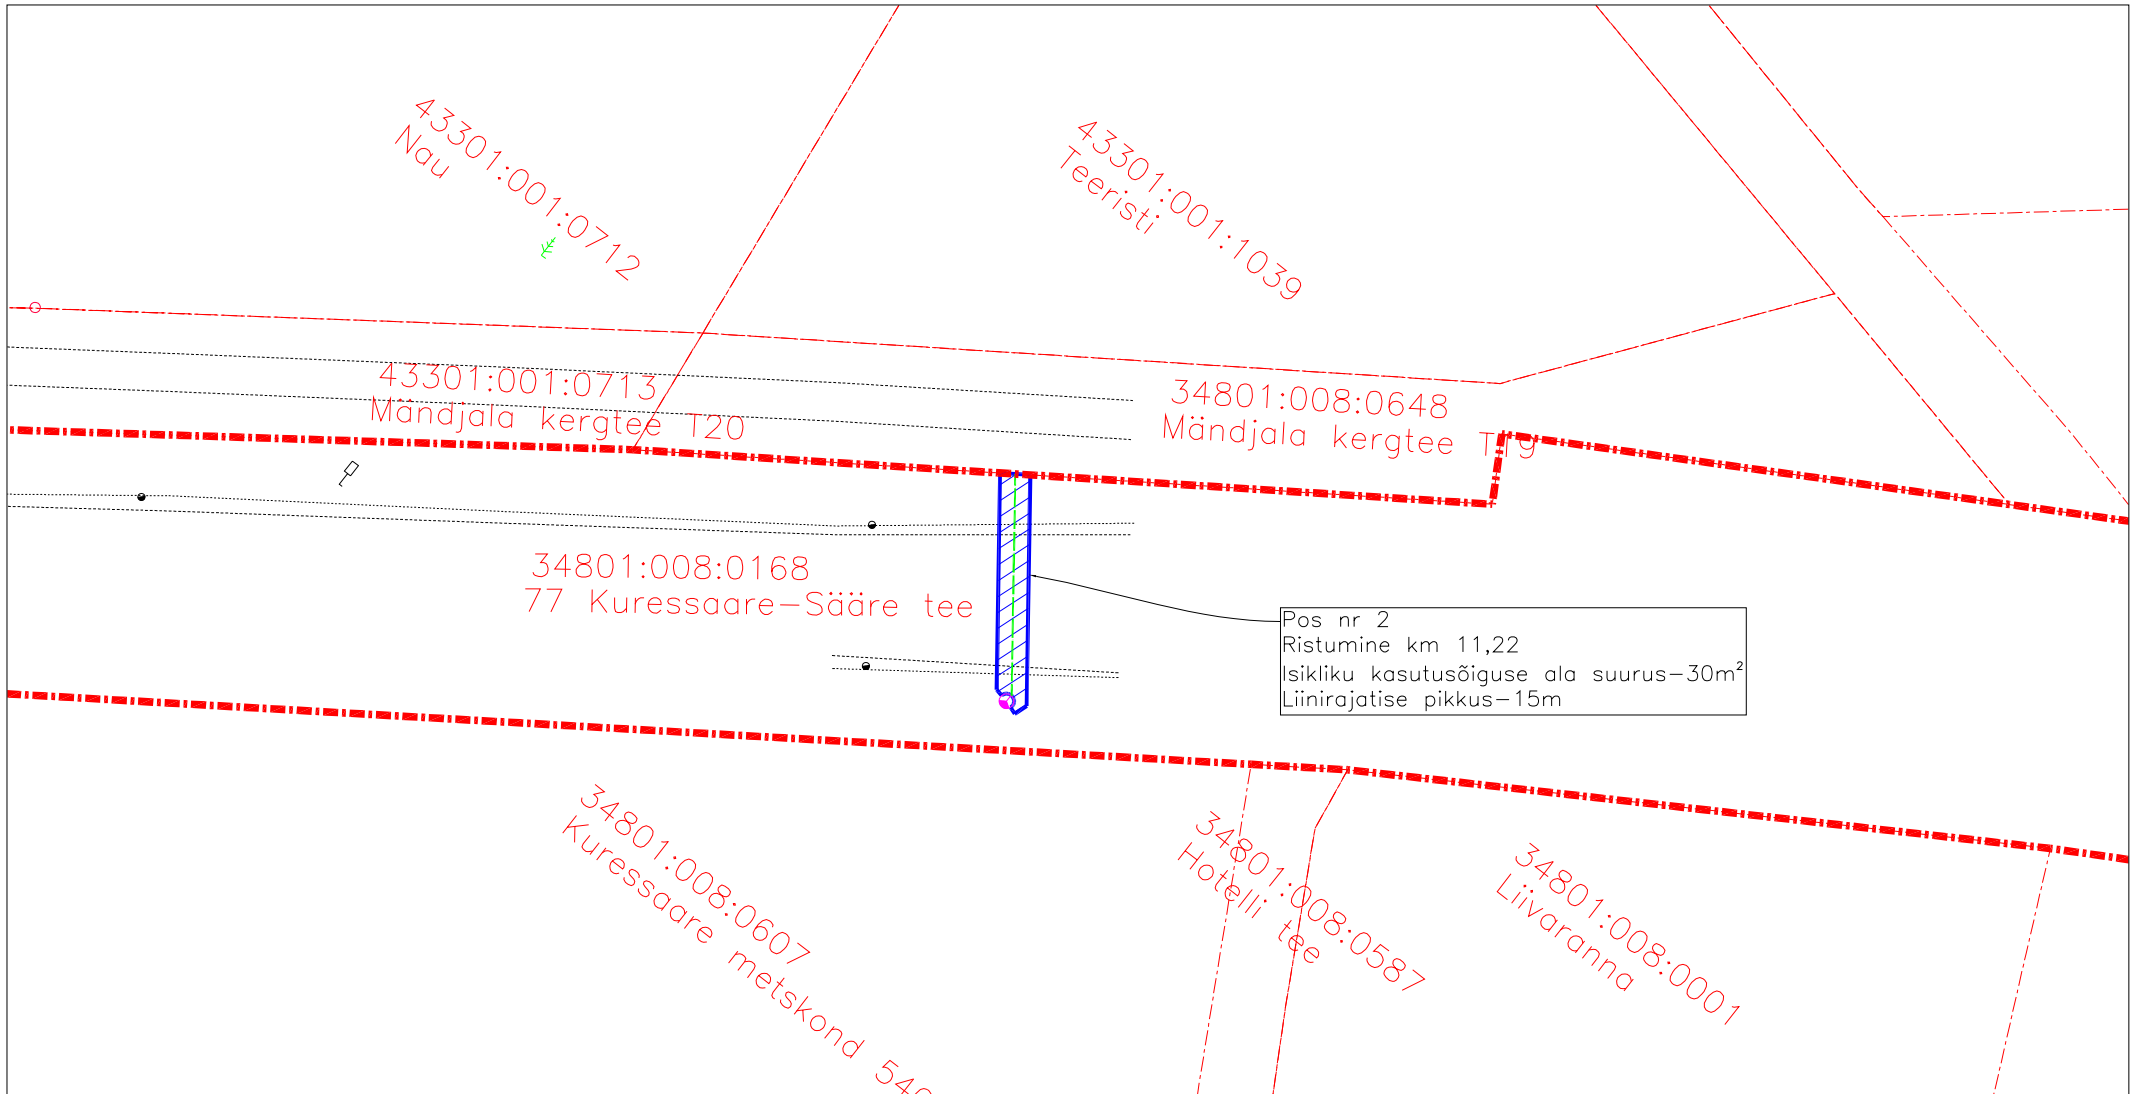 43301:001:0712
Nau
43301:001:1039
Teeristi
43301:001:0713
Mändjala kergtee T20
34801:008:0648
Mändjala kergtee T19
34801:008:0168
77 Kuressaare-Sääre tee
Pos nr 2
Ristumine km 11,22
Isikliku kasutusõiguse ala suurus-30m²
Liinirajatise pikkus-15m
34801:008:0607
Kuressaare metskond
34801:008:0587
Hotelli tee
34801:008:0001
Liivaranna